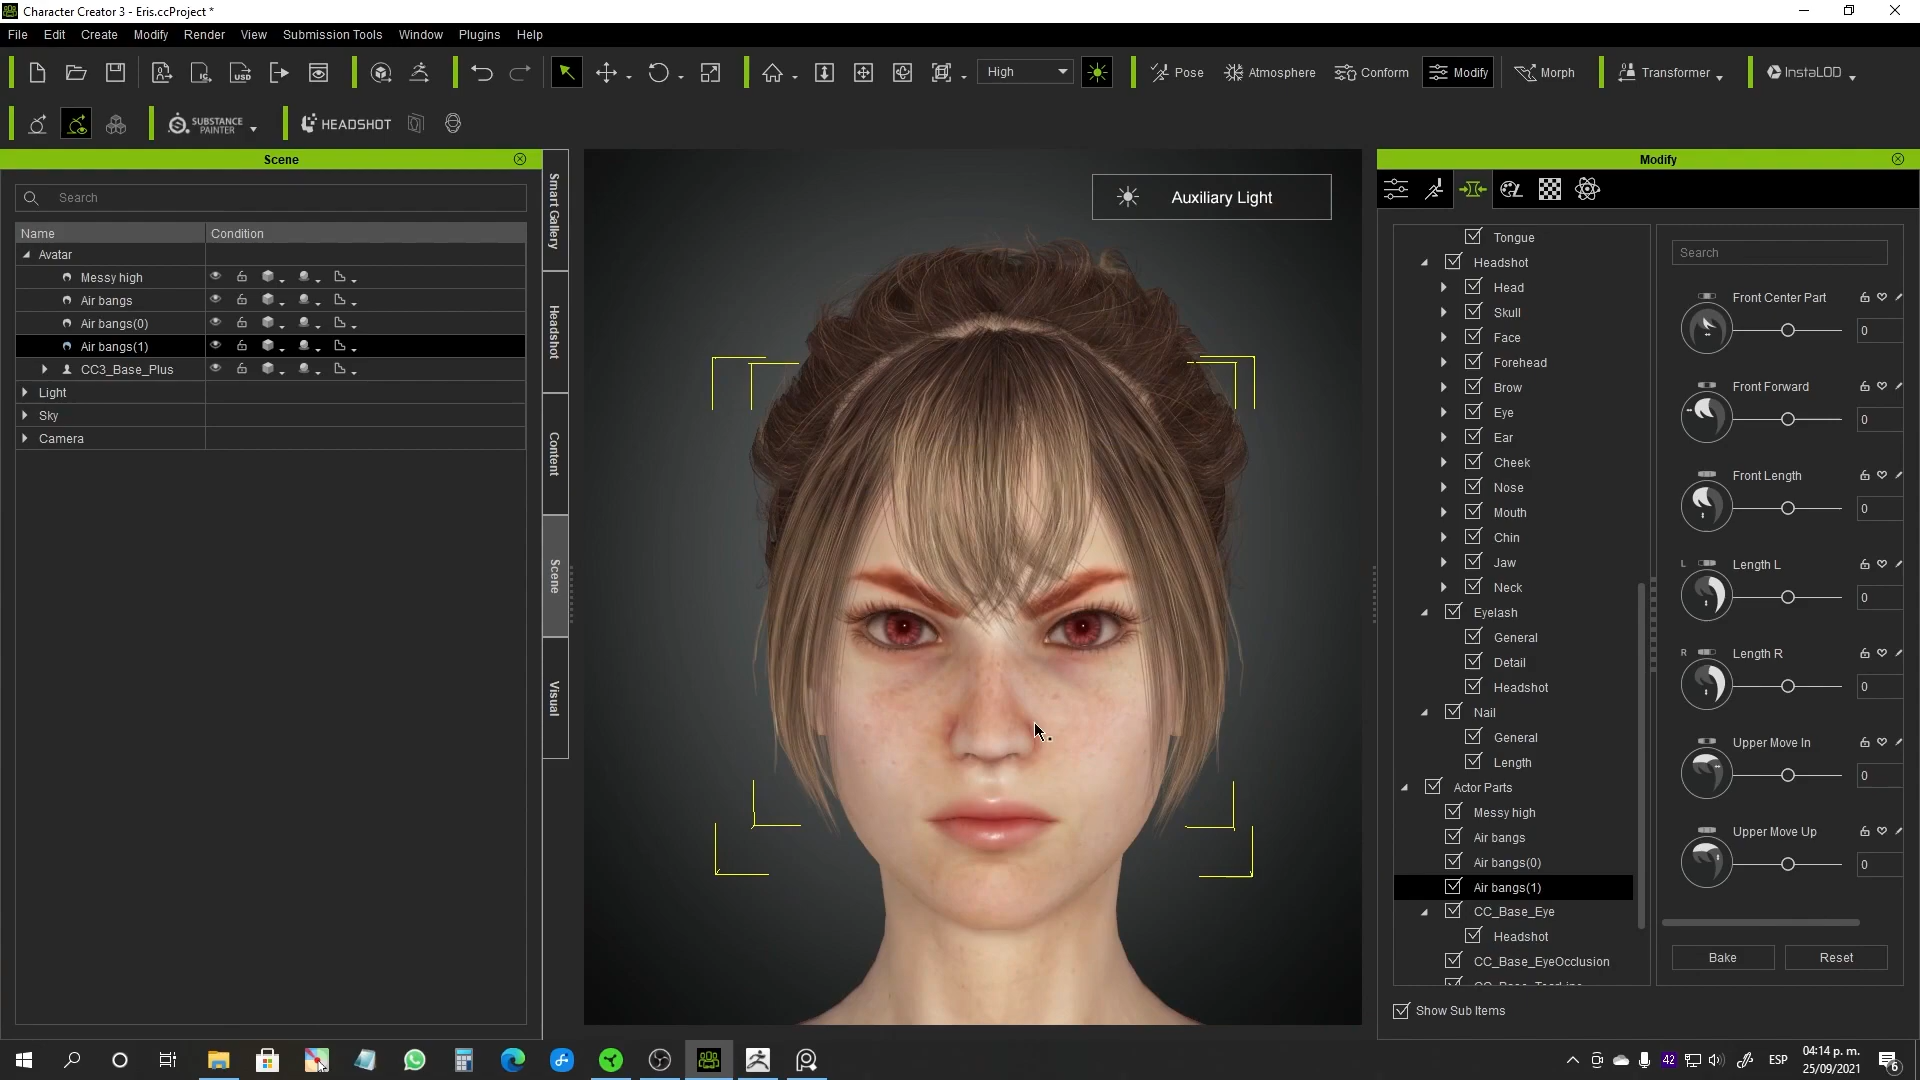 Character Creator 3 - Eris.ccProject *
File Edit Create Modify Render View Submission Tools Window Plugins Help
High Pose Atmosphere Conform Modify Morph Transformer InstaLOD
SUBSTANCE PAINTER HEADSHOT
Scene
Search
Name Condition
Avatar
Messy high
Air bangs
Air bangs(0)
Air bangs(1)
CC3_Base_Plus
Light
Sky
Camera
Smart Gallery
Headshot
Content
Scene
Visual
Auxiliary Light
Modify
Tongue
Headshot
Head
Skull
Face
Forehead
Brow
Eye
Ear
Cheek
Nose
Mouth
Chin
Jaw
Neck
Eyelash
General
Detail
Headshot
Nail
General
Length
Actor Parts
Messy high
Air bangs
Air bangs(0)
Air bangs(1)
CC_Base_Eye
Headshot
CC_Base_EyeOcclusion
Show Sub Items
Search
Front Center Part
0
Front Forward
0
Front Length
0
L Length L
0
R Length R
0
Upper Move In
0
Upper Move Up
0
Bake Reset
42 ESP 04:14 p. m.
25/09/2021
6